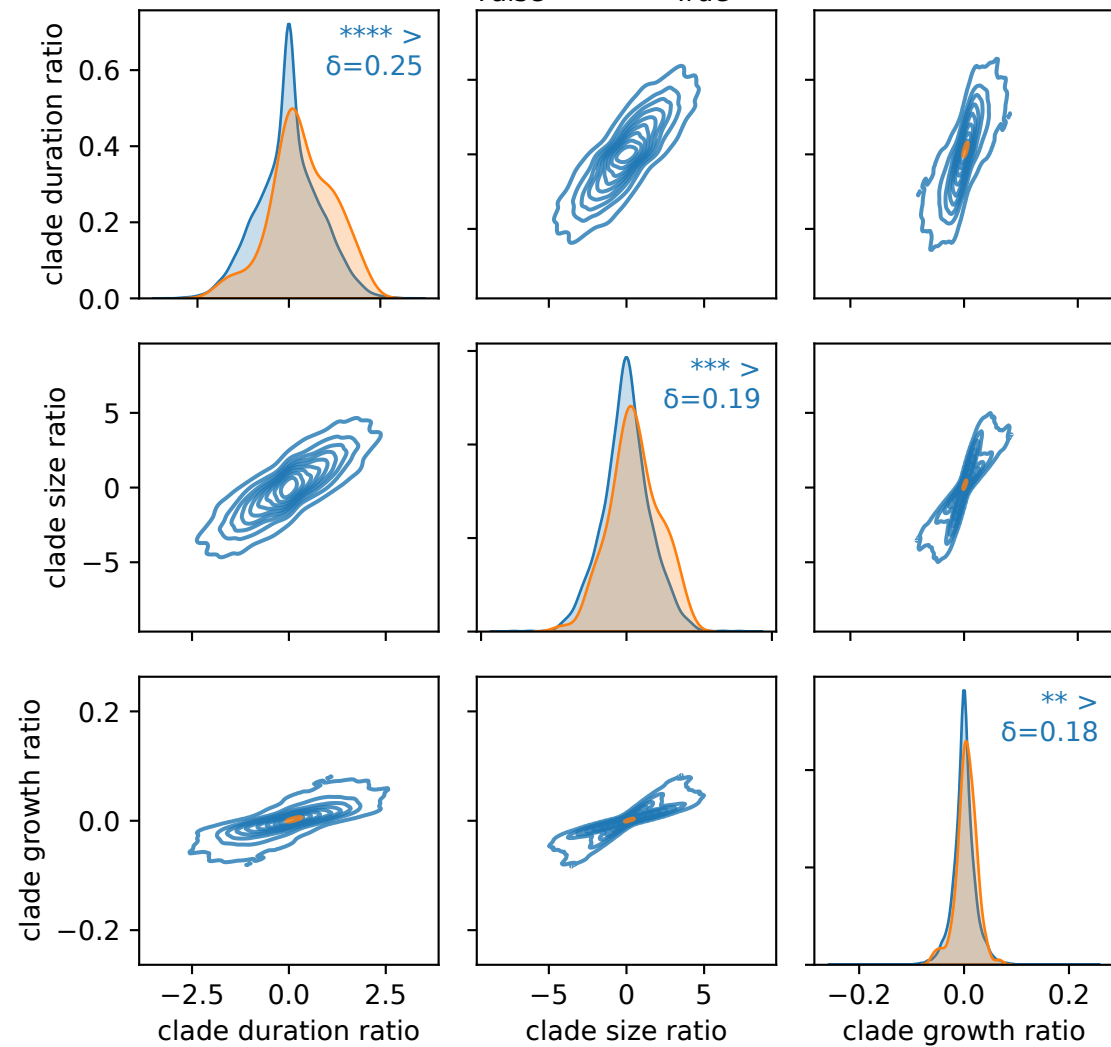 clade duration ratio
0.6
0.4
0.2
0.0
**** >
δ=0.25
clade size ratio
5
0
−5
*** >
δ=0.19
clade growth ratio
0.2
0.0
−0.2
** >
δ=0.18
−2.5 0.0 2.5
−5 0 5
−0.2 0.0 0.2
clade duration ratio
clade size ratio
clade growth ratio